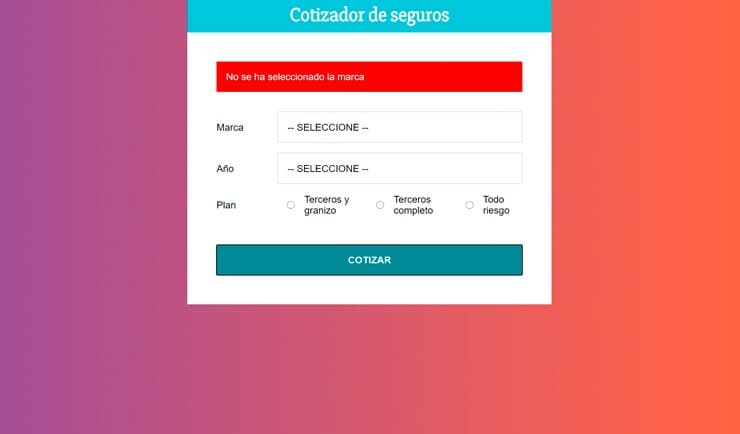 Cotizador de seguros
No se ha seleccionado la marca
Marca
-- SELECCIONE --
Año
-- SELECCIONE --
Plan
Terceros y
granizo
Terceros
completo
Todo
riesgo
COTIZAR